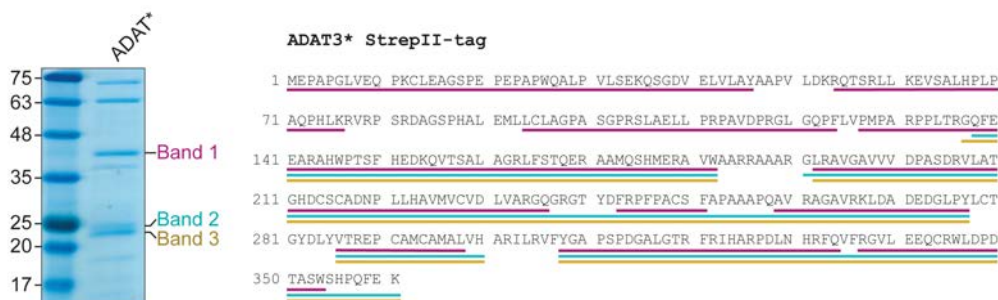 ADAT*
75
63
48
35
25
20
17
Band 1
Band 2
Band 3
ADAT3* StrepII-tag
1 MEPAPGLVEQ PKCLEAGSPE PEPAPWQALP VLSEKQSGDV ELVLAYAAPV LDKRQTSRLL KEVSALHPLP
71 AQPHLKRVRP SRDAGSPHAL EMLLCLAGPA SGPRSLAELL PRPAVDPRGL GQPFLVPMPA RPPLTRGQFE
141 EARAHWPTSF HEDKQVTSAL AGRLFSTQER AAMQSHMERA VWAARRAAAR GLRAVGAVVV DPASDRVLAT
211 GHDCSCADNP LLHAVMVCVD LVARGQGRGT YDFRPFPACS FAPAAAPQAV RAGAVRKLDA DEDGLPYLCT
281 GYDLYVTREP CAMCAMALVH ARILRVFYGA PSPDGALGTR FRIHARPDLN HRFQVFRGVL EEQCRWLDPD
350 TASWSHPQFE K